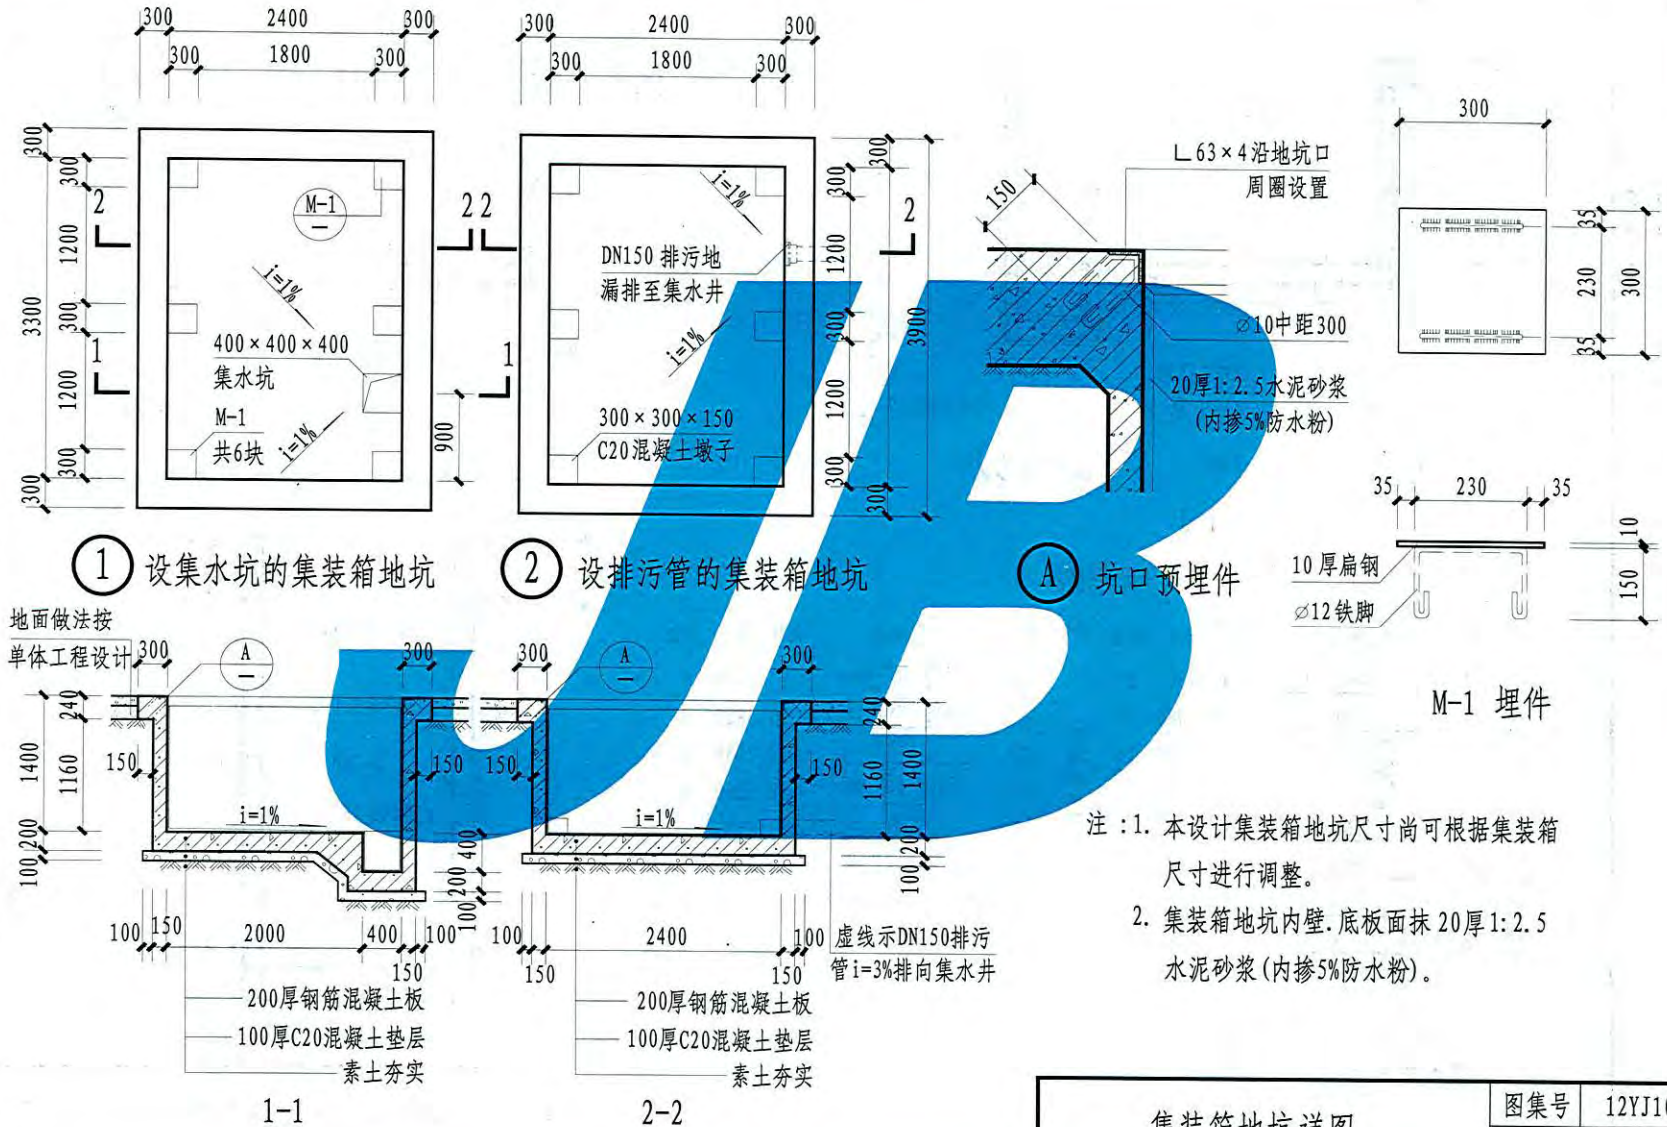 300 2400 300
300 1800 300
300 2400 300
300 1800 300
300
300
1200
3300
300
1200
300
300
2
1
M-1
i=1%
400×400×400
集水坑
M-1
共6块
i=1%
900
2
1
① 设集水坑的集装箱地坑
2
i=1%
DN150 排污地
漏排至集水井
i=1%
300×300×150
C20混凝土墩子
300
300
1200
300
3900
1200
300
300
2
② 设排污管的集装箱地坑
∟63×4沿地坑口
周圈设置
150
∅10中距300
20厚1:2.5水泥砂浆
(内掺5%防水粉)
A 坑口预埋件
300
35
230
300
35
35 230 35
10
150
10厚扁钢
∅12铁脚
M-1 埋件
地面做法按
单体工程设计
300
A
300
240
1400
1160
200
100
150
150
i=1%
400
200
100
100 150 2000 400 100
150
200厚钢筋混凝土板
100厚C20混凝土垫层
素土夯实
1-1
300
A
300
240
1160
1400
200
100
150
150
i=1%
100 2400 100
150 150
虚线示DN150排污
管i=3%排向集水井
200厚钢筋混凝土板
100厚C20混凝土垫层
素土夯实
2-2
注:1. 本设计集装箱地坑尺寸尚可根据集装箱
尺寸进行调整。
2. 集装箱地坑内壁.底板面抹20厚1:2.5
水泥砂浆(内掺5%防水粉)。
集装箱地坑详图
图集号 12YJ1
JB